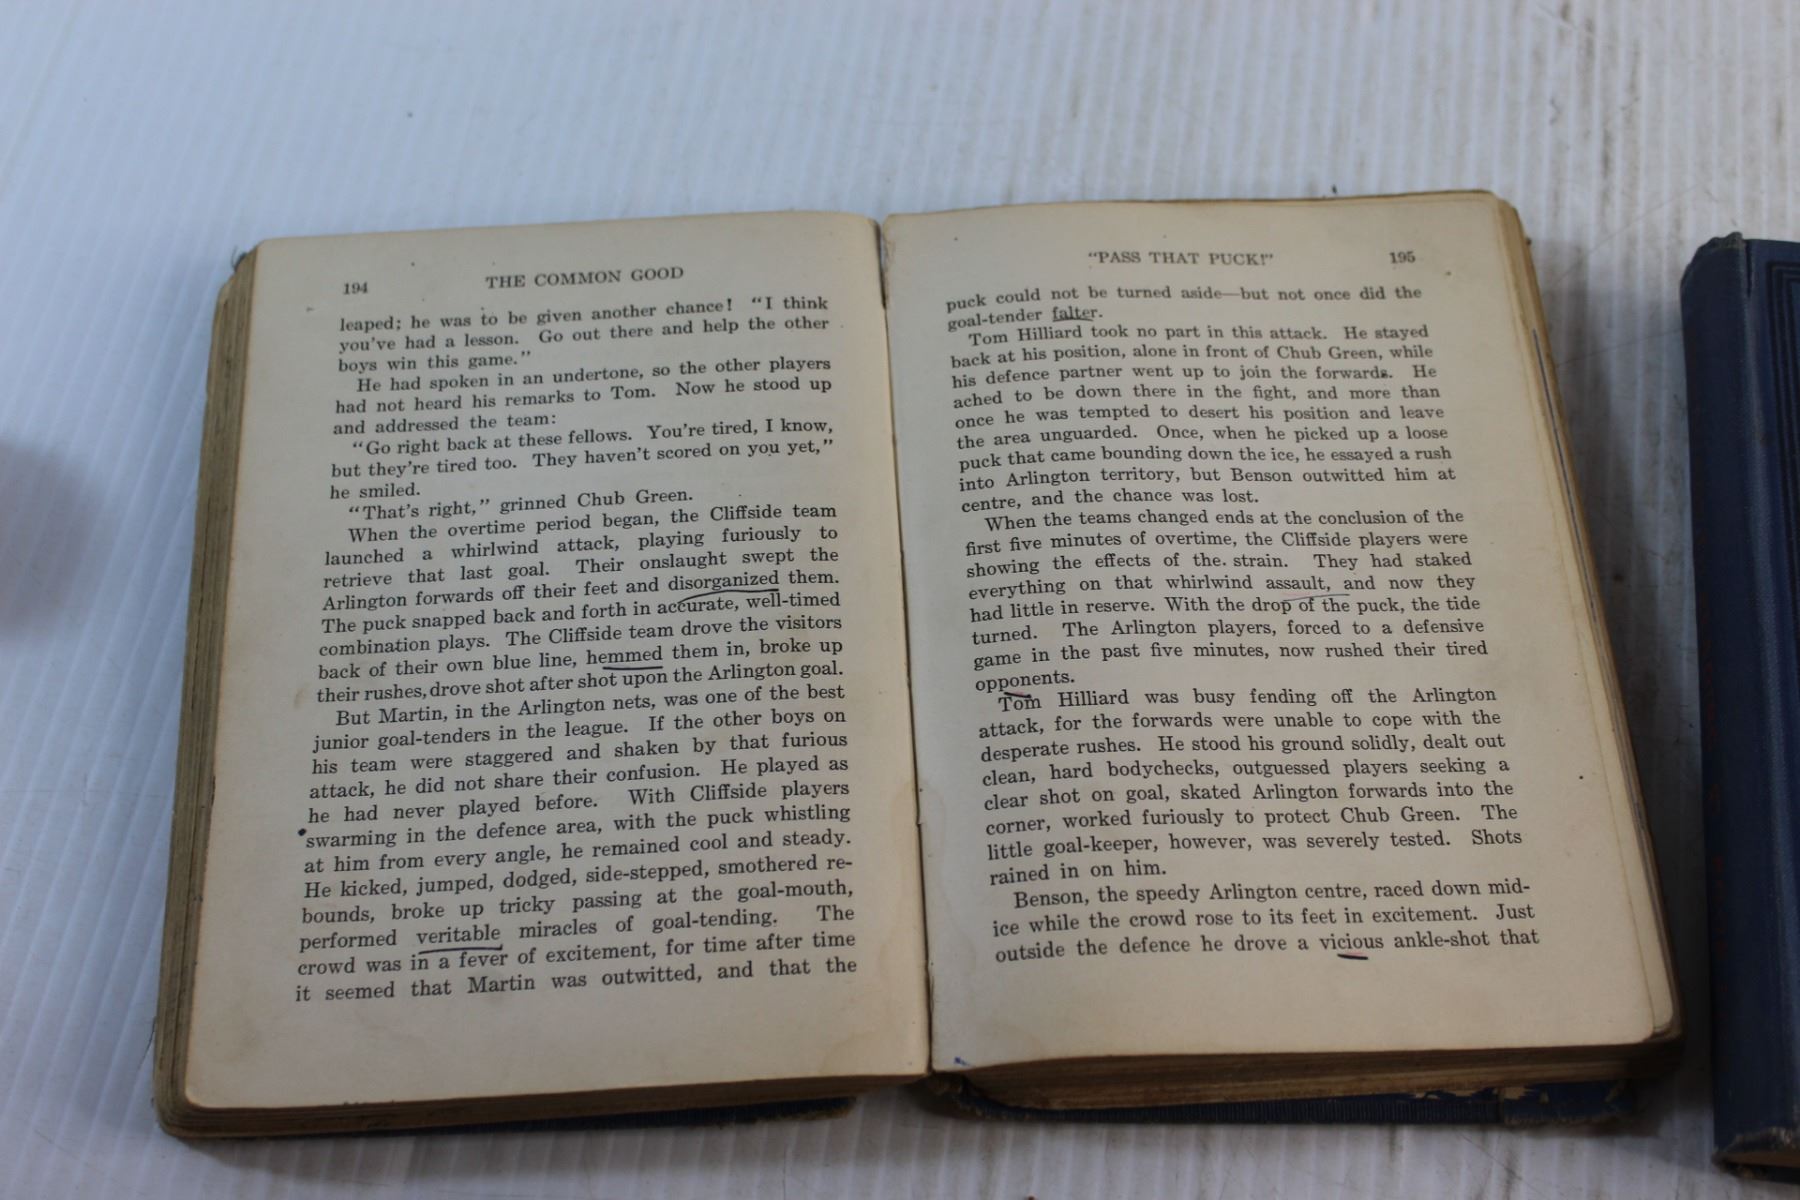 194 THE COMMON GOOD
leaped; he was to be given another chance! "I think
you've had a lesson. Go out there and help the other
boys win this game."
He had spoken in an undertone, so the other players
had not heard his remarks to Tom. Now he stood up
and addressed the team:
"Go right back at these fellows. You're tired, I know,
but they're tired too. They haven't scored on you yet,"
he smiled.
"That's right," grinned Chub Green.
When the overtime period began, the Cliffside team
launched a whirlwind attack, playing furiously to
retrieve that last goal. Their onslaught swept the
Arlington forwards off their feet and disorganized them.
The puck snapped back and forth in accurate, well-timed
combination plays. The Cliffside team drove the visitors
back of their own blue line, hemmed them in, broke up
their rushes, drove shot after shot upon the Arlington goal.
But Martin, in the Arlington nets, was one of the best
junior goal-tenders in the league. If the other boys on
his team were staggered and shaken by that furious
attack, he did not share their confusion. He played as
he had never played before. With Cliffside players
swarming in the defence area, with the puck whistling
at him from every angle, he remained cool and steady.
He kicked, jumped, dodged, side-stepped, smothered re-
bounds, broke up tricky passing at the goal-mouth,
performed veritable miracles of goal-tending. The
crowd was in a fever of excitement, for time after time
it seemed that Martin was outwitted, and that the
"PASS THAT PUCK!" 195
puck could not be turned aside—but not once did the
goal-tender falter.
Tom Hilliard took no part in this attack. He stayed
back at his position, alone in front of Chub Green, while
his defence partner went up to join the forwards. He
ached to be down there in the fight, and more than
once he was tempted to desert his position and leave
the area unguarded. Once, when he picked up a loose
puck that came bounding down the ice, he essayed a rush
into Arlington territory, but Benson outwitted him at
centre, and the chance was lost.
When the teams changed ends at the conclusion of the
first five minutes of overtime, the Cliffside players were
showing the effects of the. strain. They had staked
everything on that whirlwind assault, and now they
had little in reserve. With the drop of the puck, the tide
turned. The Arlington players, forced to a defensive
game in the past five minutes, now rushed their tired
opponents.
Tom Hilliard was busy fending off the Arlington
attack, for the forwards were unable to cope with the
desperate rushes. He stood his ground solidly, dealt out
clean, hard bodychecks, outguessed players seeking a
clear shot on goal, skated Arlington forwards into the
corner, worked furiously to protect Chub Green. The
little goal-keeper, however, was severely tested. Shots
rained in on him.
Benson, the speedy Arlington centre, raced down mid-
ice while the crowd rose to its feet in excitement. Just
outside the defence he drove a vicious ankle-shot that